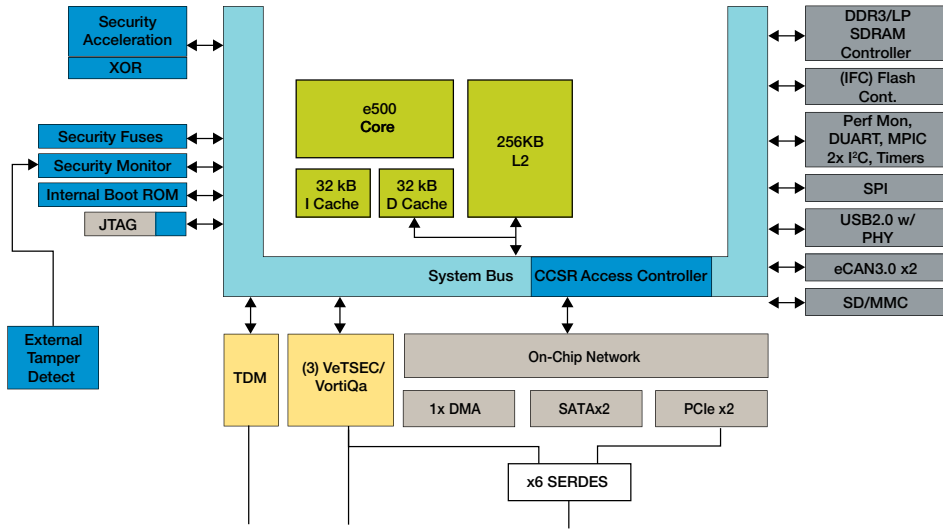 Security
Acceleration
XOR
Security Fuses
Security Monitor
Internal Boot ROM
JTAG
External
Tamper
Detect
e500
Core
32 kB
I Cache
32 kB
D Cache
256KB
L2
System Bus
CCSR Access Controller
DDR3/LP
SDRAM
Controller
(IFC) Flash
Cont.
Perf Mon,
DUART, MPIC
2x I²C, Timers
SPI
USB2.0 w/
PHY
eCAN3.0 x2
SD/MMC
TDM
(3) VeTSEC/
VortiQa
On-Chip Network
1x DMA
SATAx2
PCIe x2
x6 SERDES